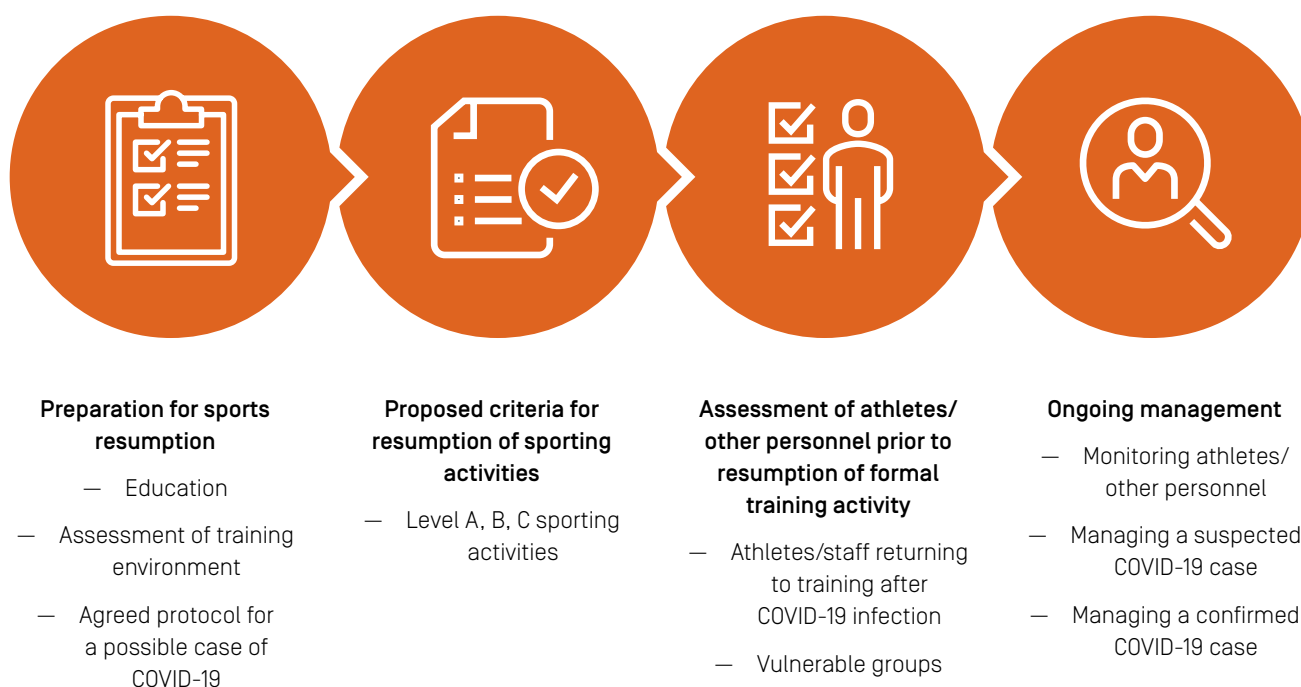 Preparation for sports
resumption
— Education
— Assessment of training
environment
— Agreed protocol for
a possible case of
COVID-19
Proposed criteria for
resumption of sporting
activities
— Level A, B, C sporting
activities
Assessment of athletes/
other personnel prior to
resumption of formal
training activity
— Athletes/staff returning
to training after
COVID-19 infection
— Vulnerable groups
Ongoing management
— Monitoring athletes/
other personnel
— Managing a suspected
COVID-19 case
— Managing a confirmed
COVID-19 case